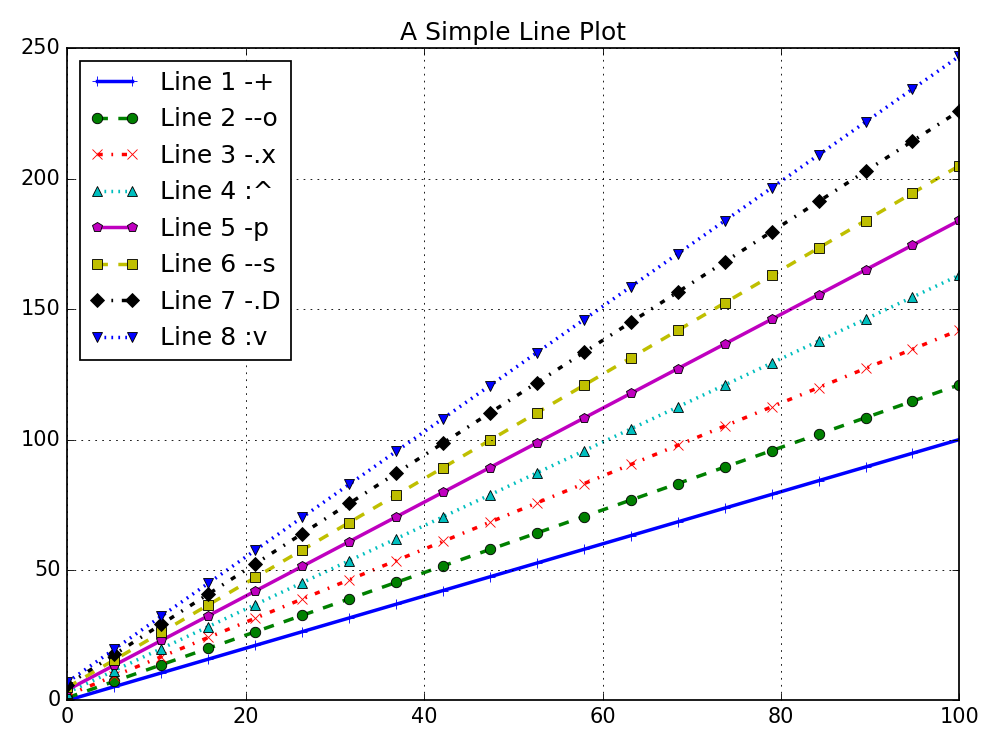 A Simple Line Plot
250
200
150
100
50
0
Line 1 -+
Line 2 --o
Line 3 -.x
Line 4 :^
Line 5 -p
Line 6 --s
Line 7 -.D
Line 8 :v
0 20 40 60 80 100